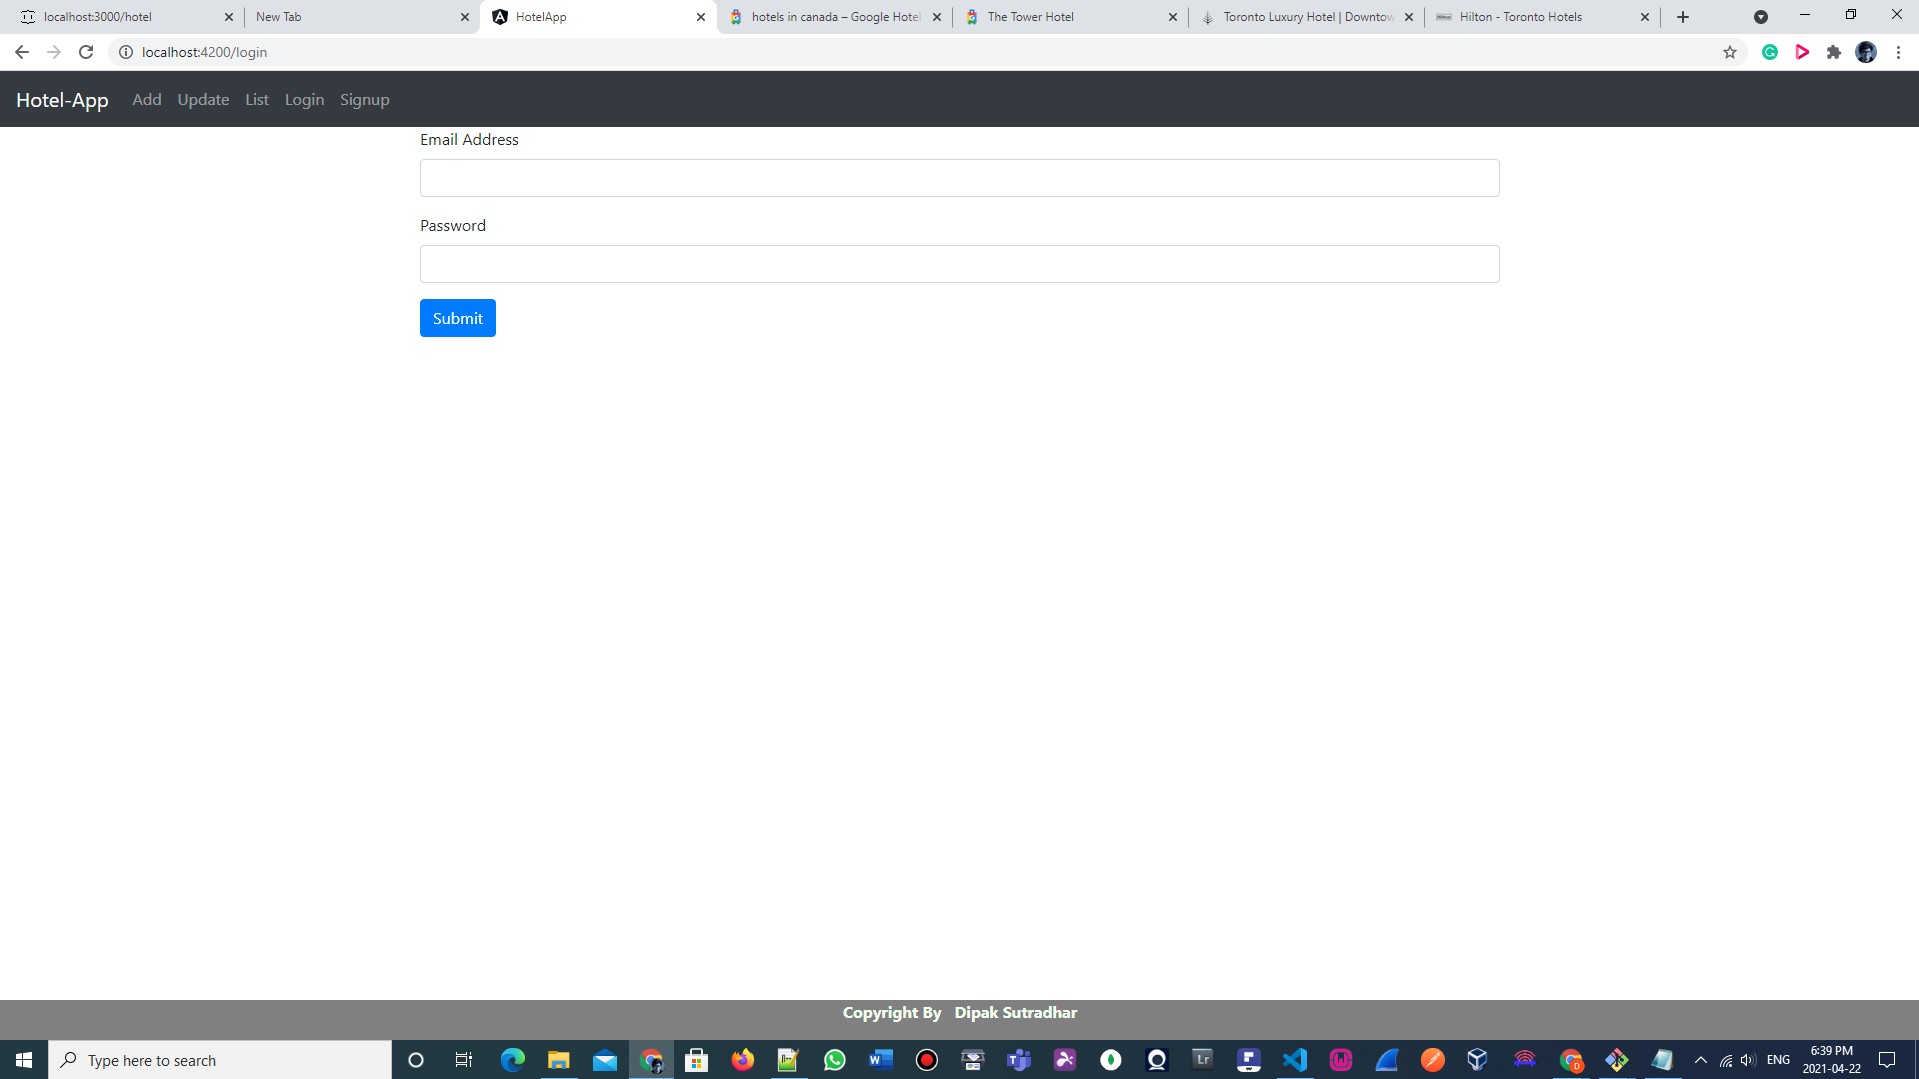 localhost:3000/hotel
New Tab
HotelApp
hotels in canada – Google Hotel
The Tower Hotel
Toronto Luxury Hotel | Downtow
Hilton - Toronto Hotels
localhost:4200/login
Hotel-App Add Update List Login Signup
Email Address
Password
Submit
Copyright By Dipak Sutradhar
Type here to search
Lr
ENG
6:39 PM
2021-04-22